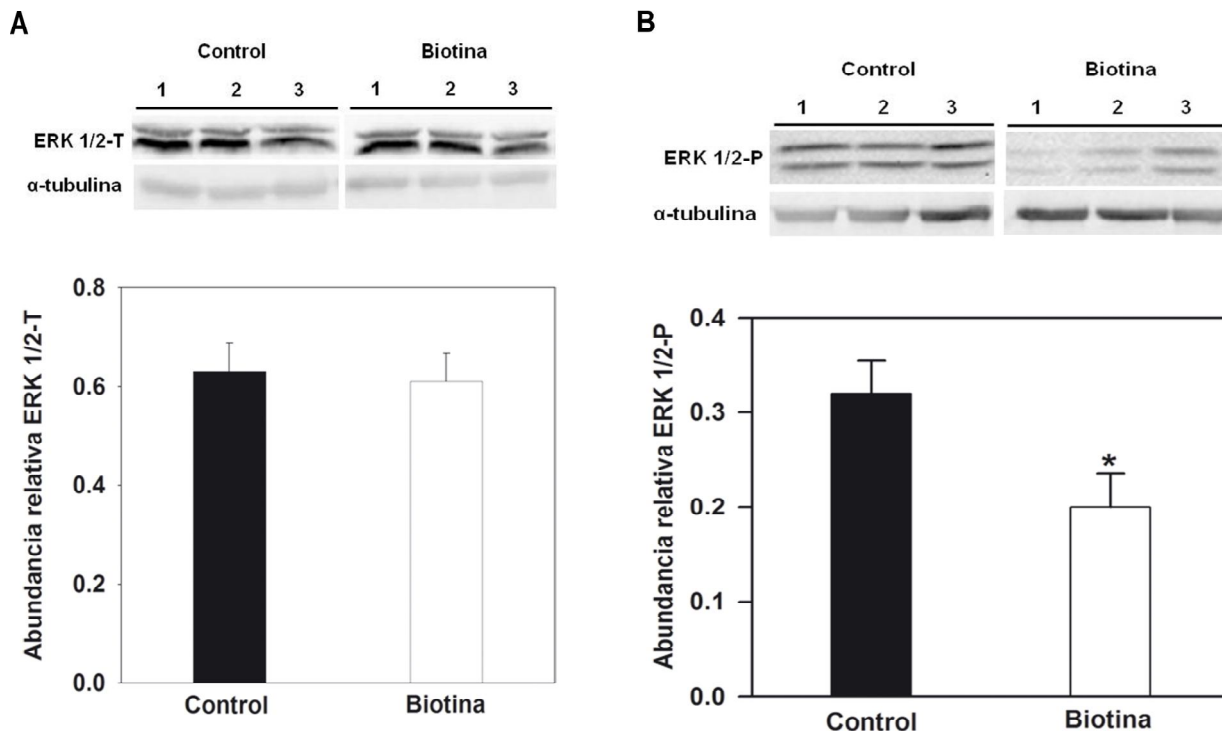 A
Control Biotina
1 2 3 1 2 3
ERK 1/2-T
α-tubulina
Abundancia relativa ERK 1/2-T
0.8
0.6
0.4
0.2
0.0
Control Biotina
B
Control Biotina
1 2 3 1 2 3
ERK 1/2-P
α-tubulina
Abundancia relativa ERK 1/2-P
0.4
0.3
*
0.2
0.1
0.0
Control Biotina